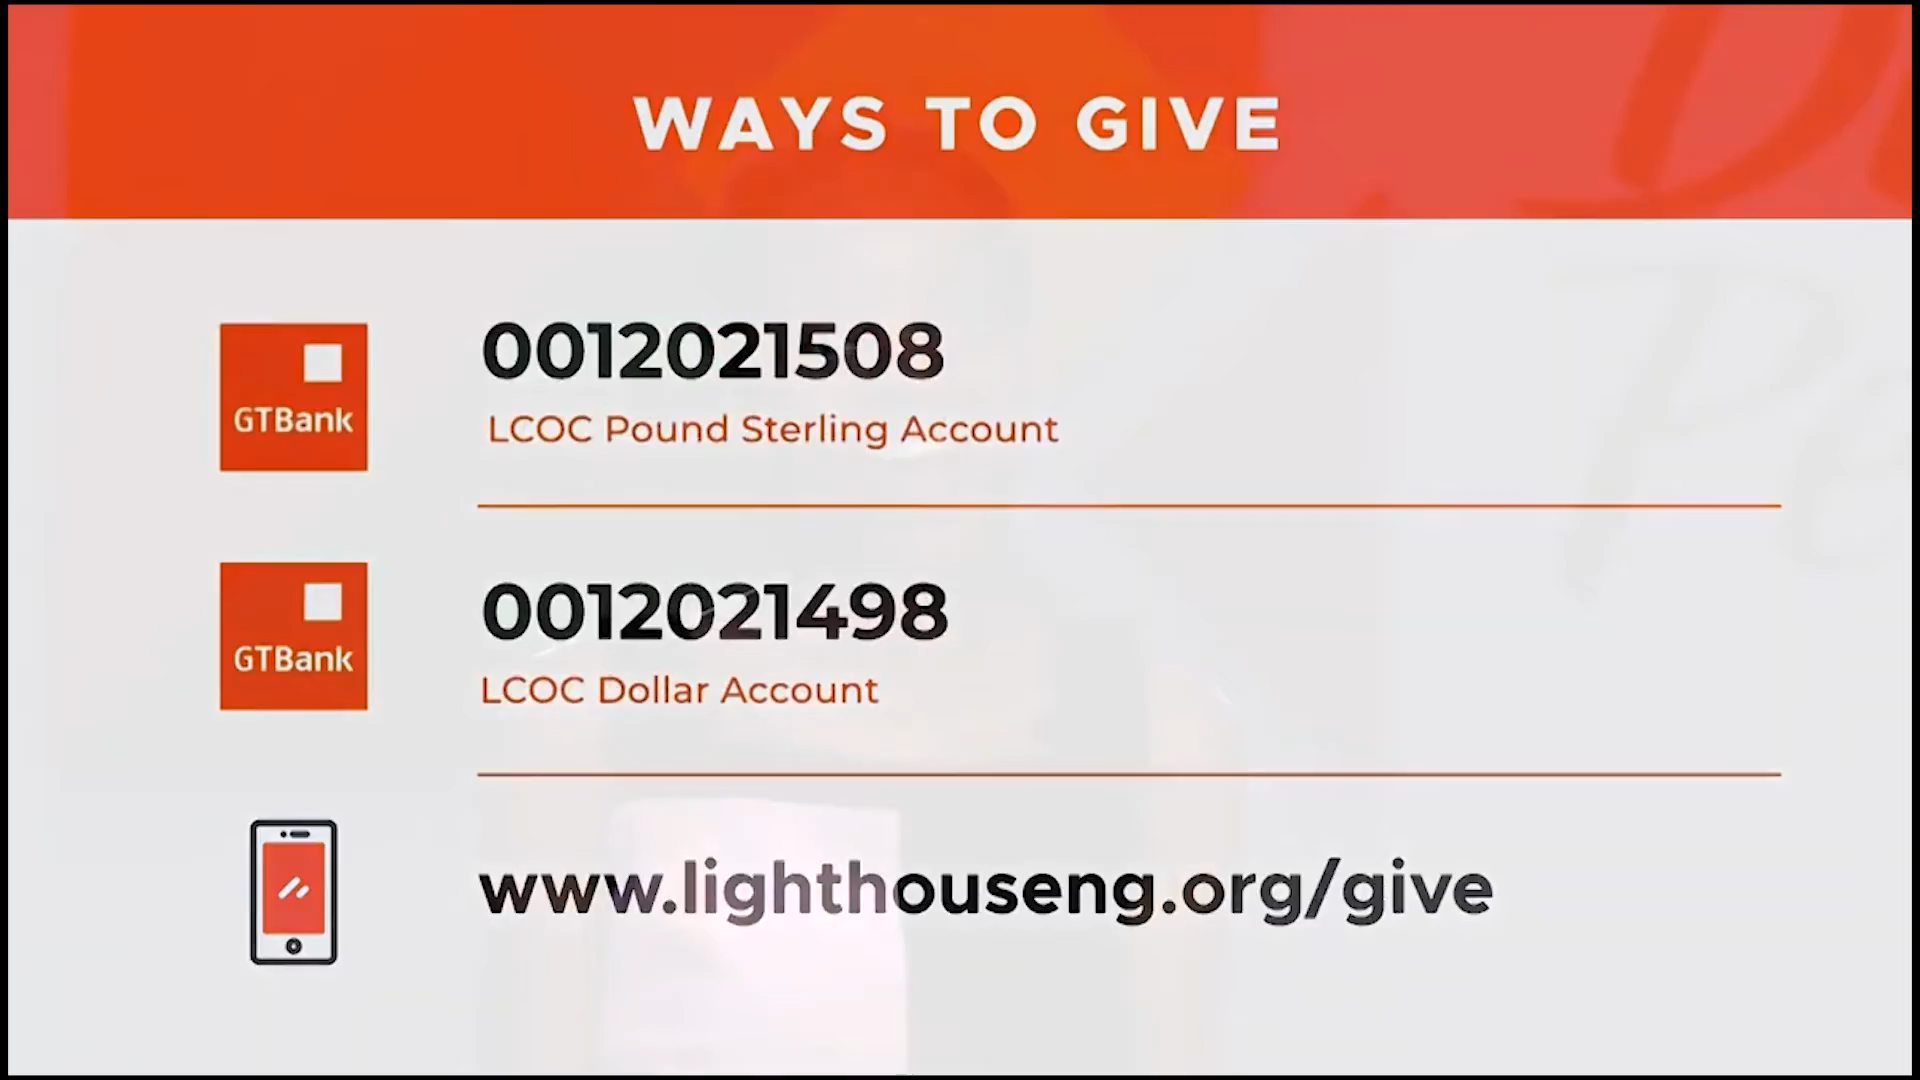 WAYS TO GIVE
GTBank
0012021508
LCOC Pound Sterling Account
GTBank
0012021498
LCOC Dollar Account
www.lighthouseng.org/give